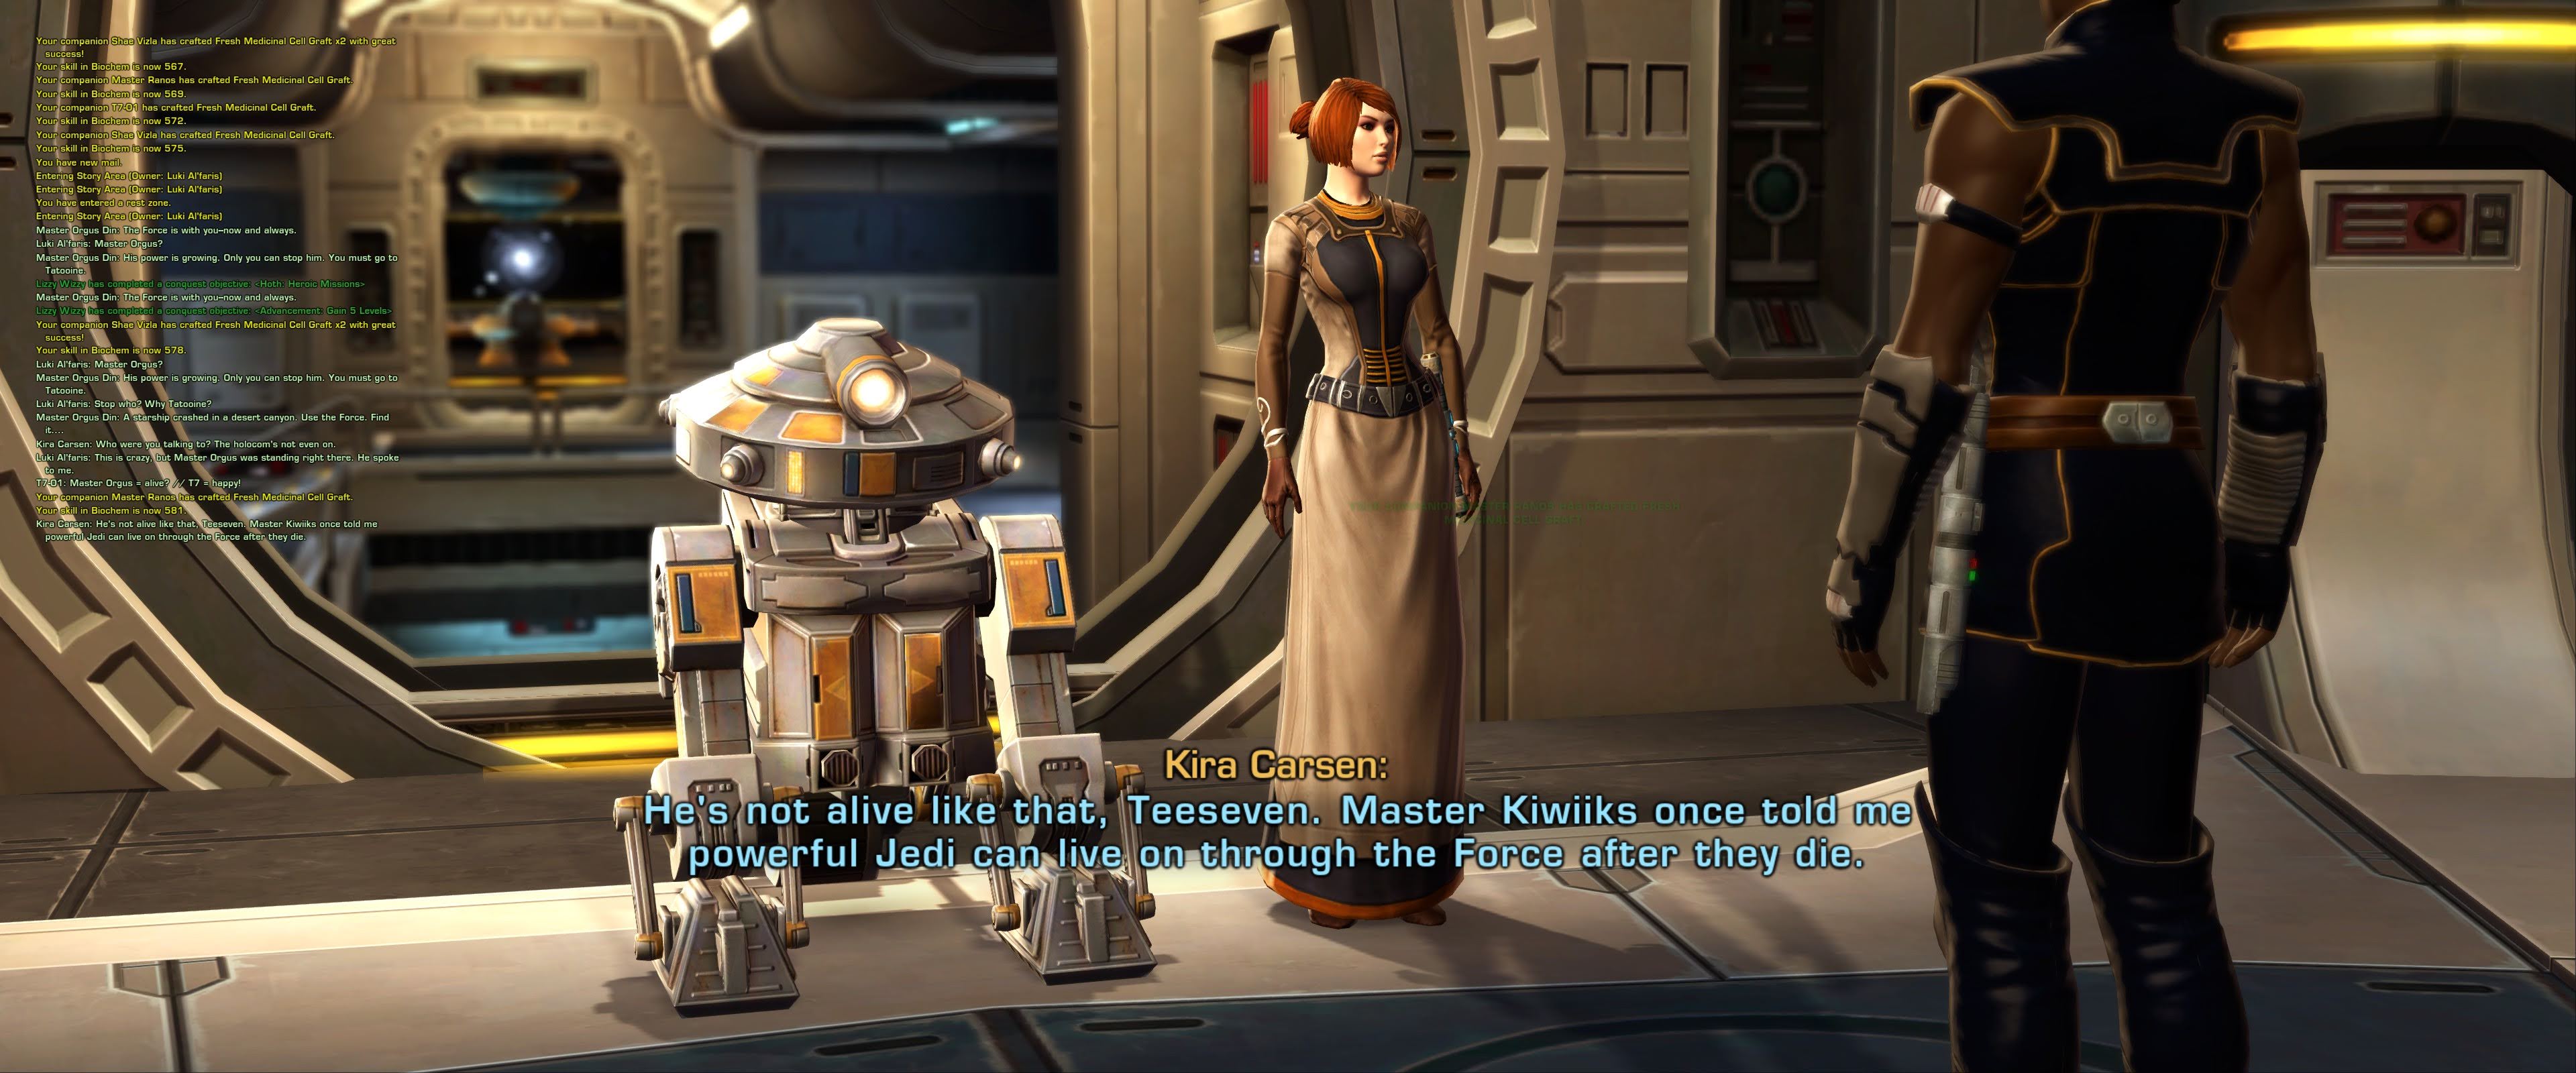 Your companion Shae Vizla has crafted Fresh Medicinal Cell Graft x2 with great
success!
Your skill in Biochem is now 567.
Your companion Master Ranos has crafted Fresh Medicinal Cell Graft.
Your skill in Biochem is now 569.
Your companion T7-01 has crafted Fresh Medicinal Cell Graft.
Your skill in Biochem is now 572.
Your companion Shae Vizla has crafted Fresh Medicinal Cell Graft.
Your skill in Biochem is now 575.
You have new mail.
Entering Story Area (Owner: Luki Al'faris)
Entering Story Area (Owner: Luki Al'faris)
You have entered a rest zone.
Entering Story Area (Owner: Luki Al'faris)
Master Orgus Din: The Force is with you—now and always.
Luki Al'faris: Master Orgus?
Master Orgus Din: His power is growing. Only you can stop him. You must go to
Tatooine.
Lizzy Wizzy has completed a conquest objective: <Hoth: Heroic Missions>
Master Orgus Din: The Force is with you—now and always.
Lizzy Wizzy has completed a conquest objective: <Advancement: Gain 5 Levels>
Your companion Shae Vizla has crafted Fresh Medicinal Cell Graft x2 with great
success!
Your skill in Biochem is now 578.
Luki Al'faris: Master Orgus?
Master Orgus Din: His power is growing. Only you can stop him. You must go to
Tatooine.
Luki Al'faris: Stop who? Why Tatooine?
Master Orgus Din: A starship crashed in a desert canyon. Use the Force. Find
it....
Kira Carsen: Who were you talking to? The holocom's not even on.
Luki Al'faris: This is crazy, but Master Orgus was standing right there. He spoke
to me.
T7-01: Master Orgus = alive? // T7 = happy!
Your companion Master Ranos has crafted Fresh Medicinal Cell Graft.
Your skill in Biochem is now 581.
Kira Carsen: He's not alive like that, Teeseven. Master Kiwiiks once told me
powerful Jedi can live on through the Force after they die.
Kira Carsen:
He's not alive like that, Teeseven. Master Kiwiiks once told me
powerful Jedi can live on through the Force after they die.